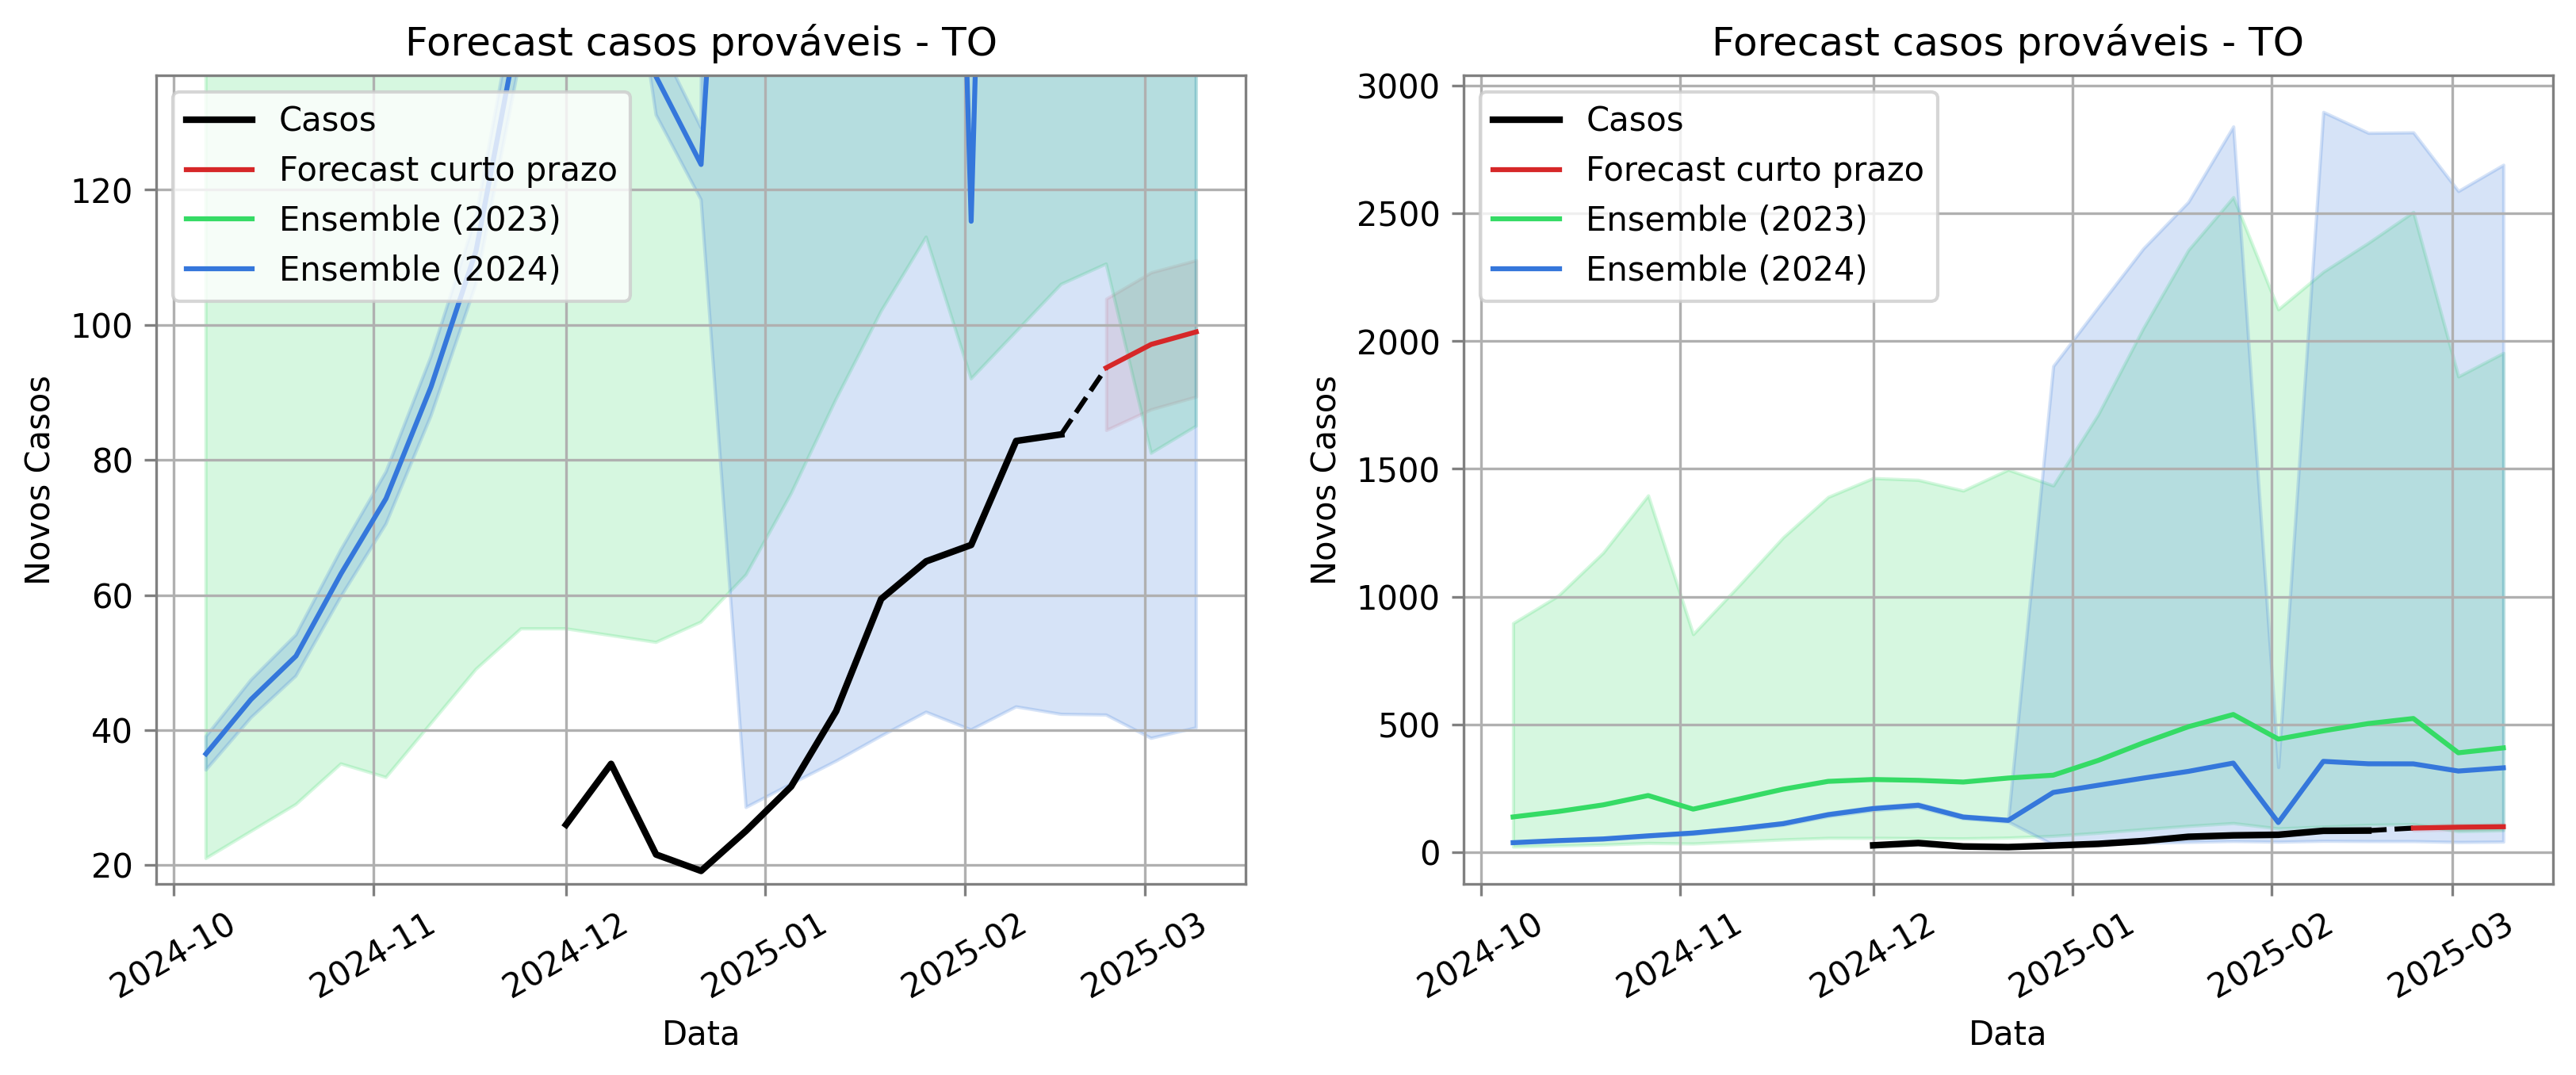 Forecast casos prováveis - TO
Novos Casos
120
100
80
60
40
20
Casos
Forecast curto prazo
Ensemble (2023)
Ensemble (2024)
2024-10
2024-11
2024-12
2025-01
2025-02
2025-03
Data
Forecast casos prováveis - TO
Novos Casos
3000
2500
2000
1500
1000
500
0
Casos
Forecast curto prazo
Ensemble (2023)
Ensemble (2024)
2024-10
2024-11
2024-12
2025-01
2025-02
2025-03
Data